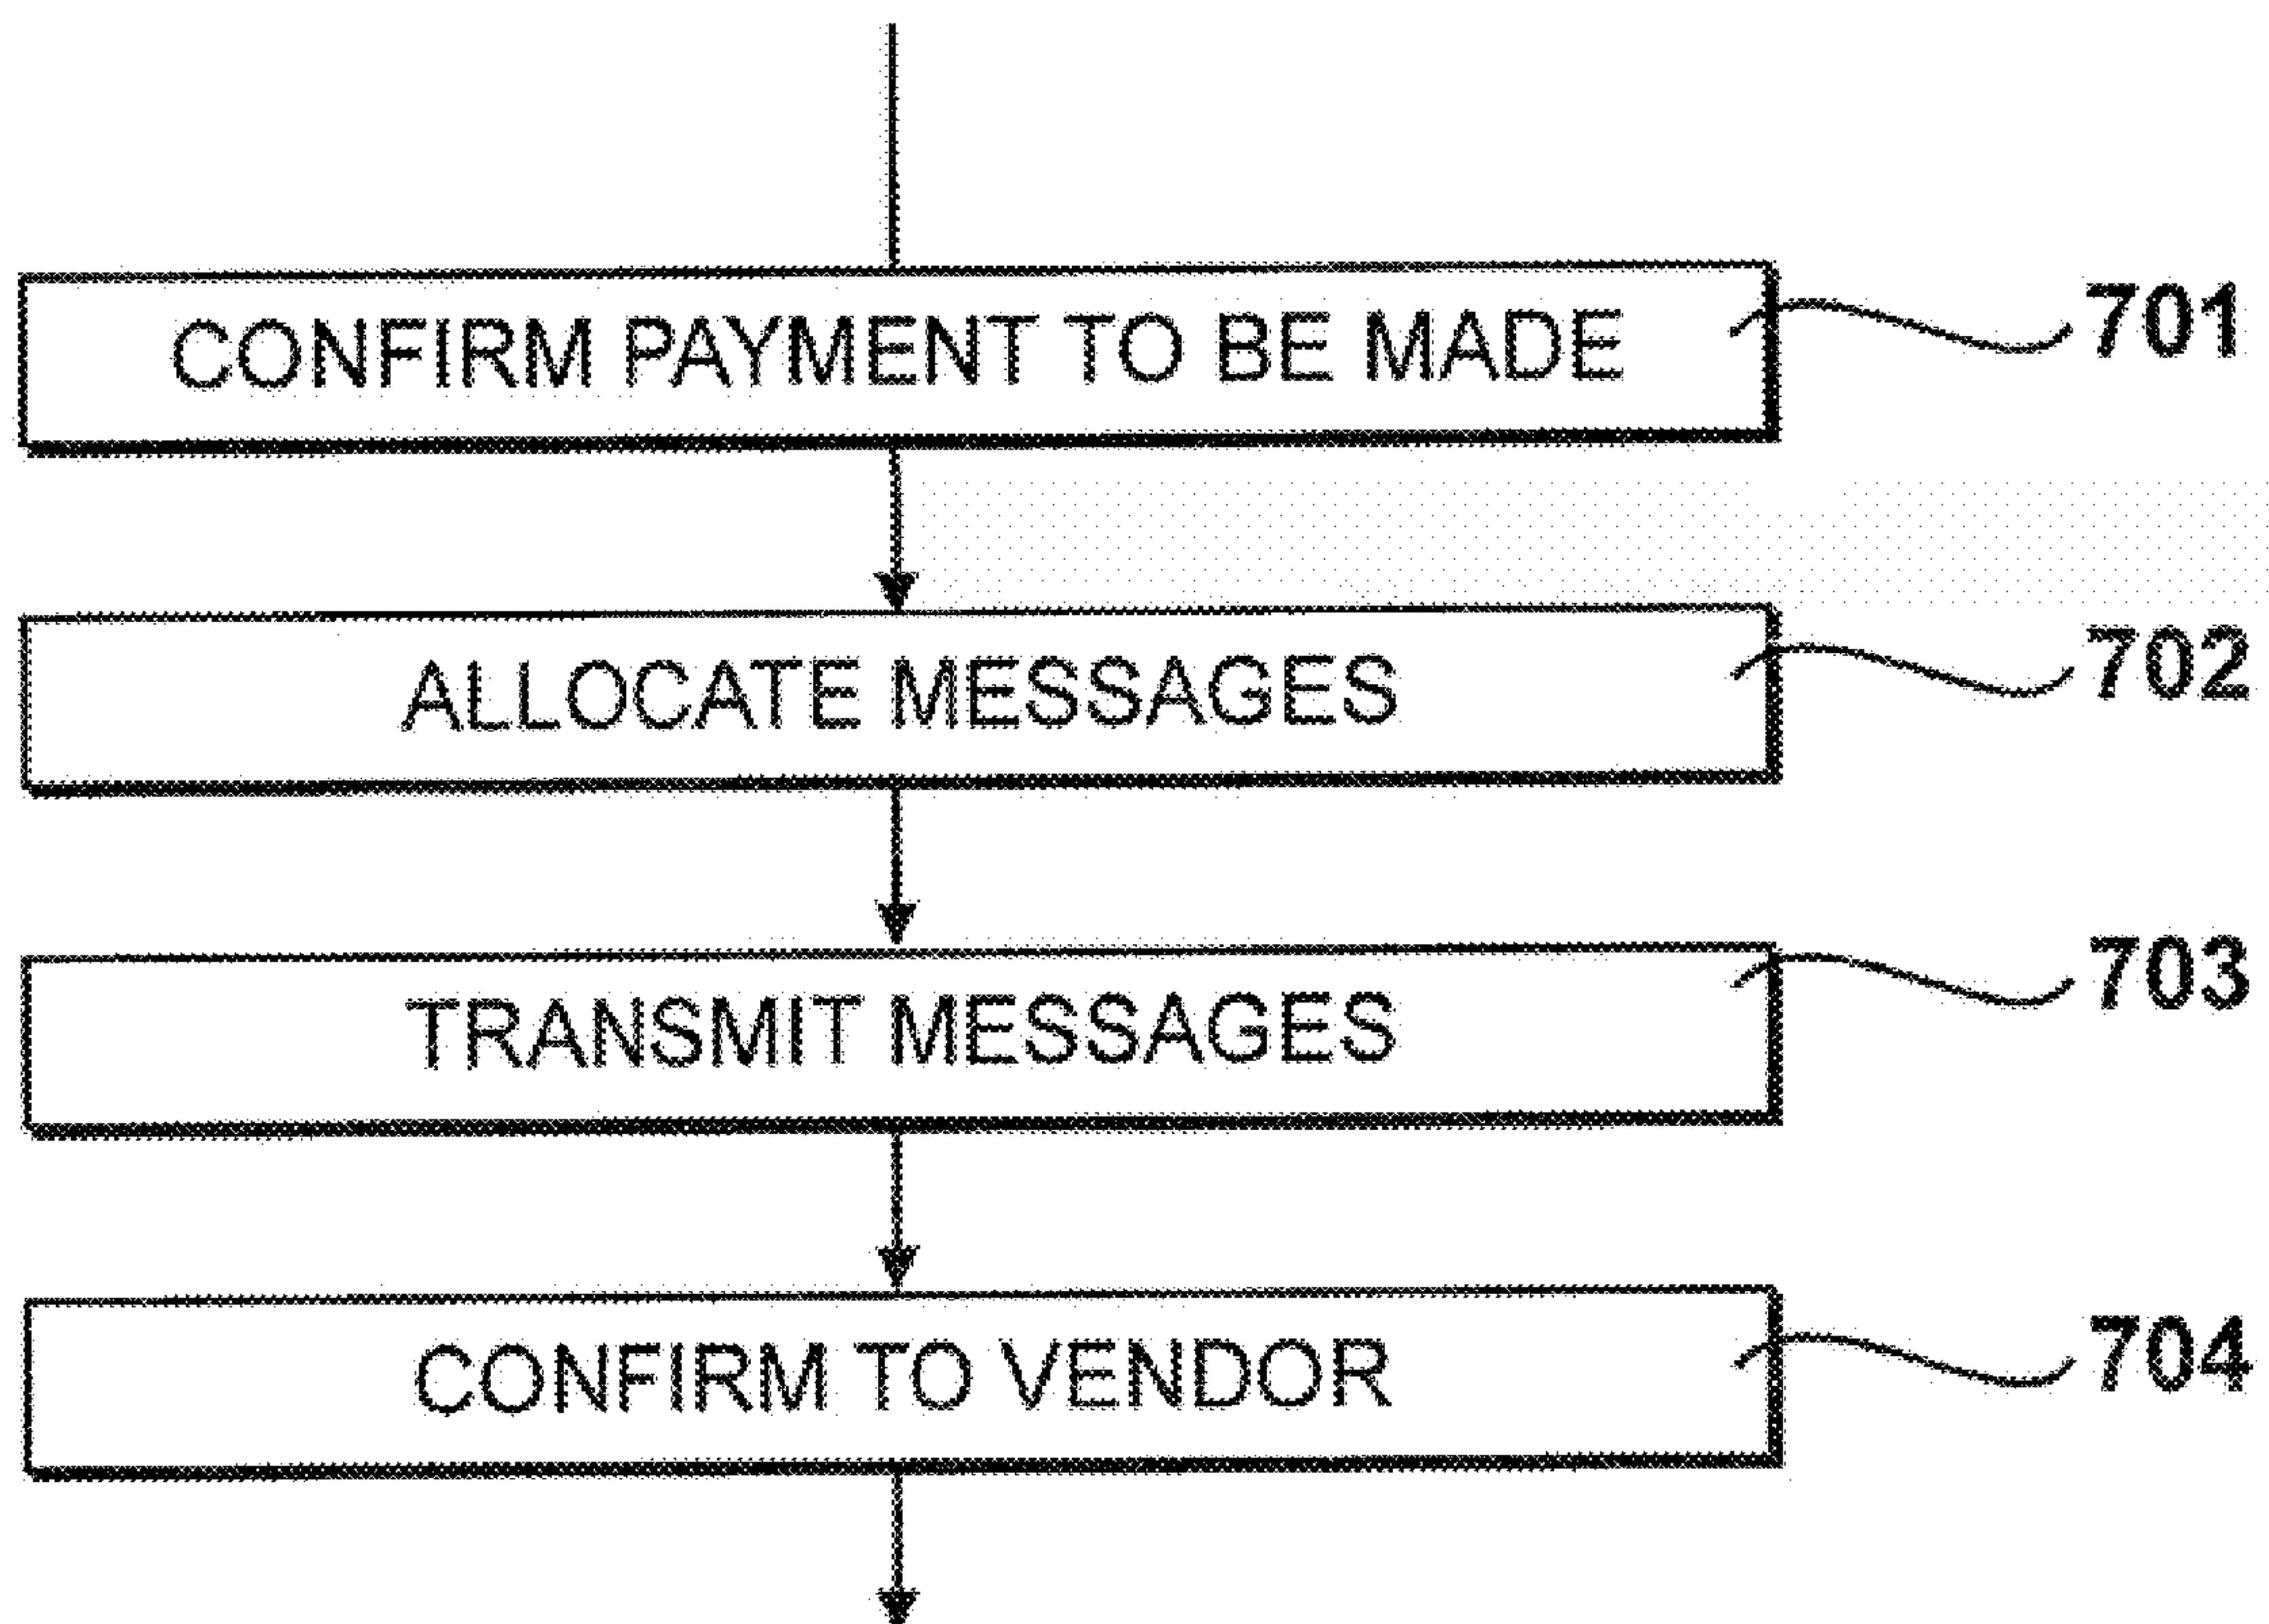 CONFIRM PAYMENT TO BE MADE 701
ALLOCATE MESSAGES 702
TRANSMIT MESSAGES 703
CONFIRM TO VENDOR 704